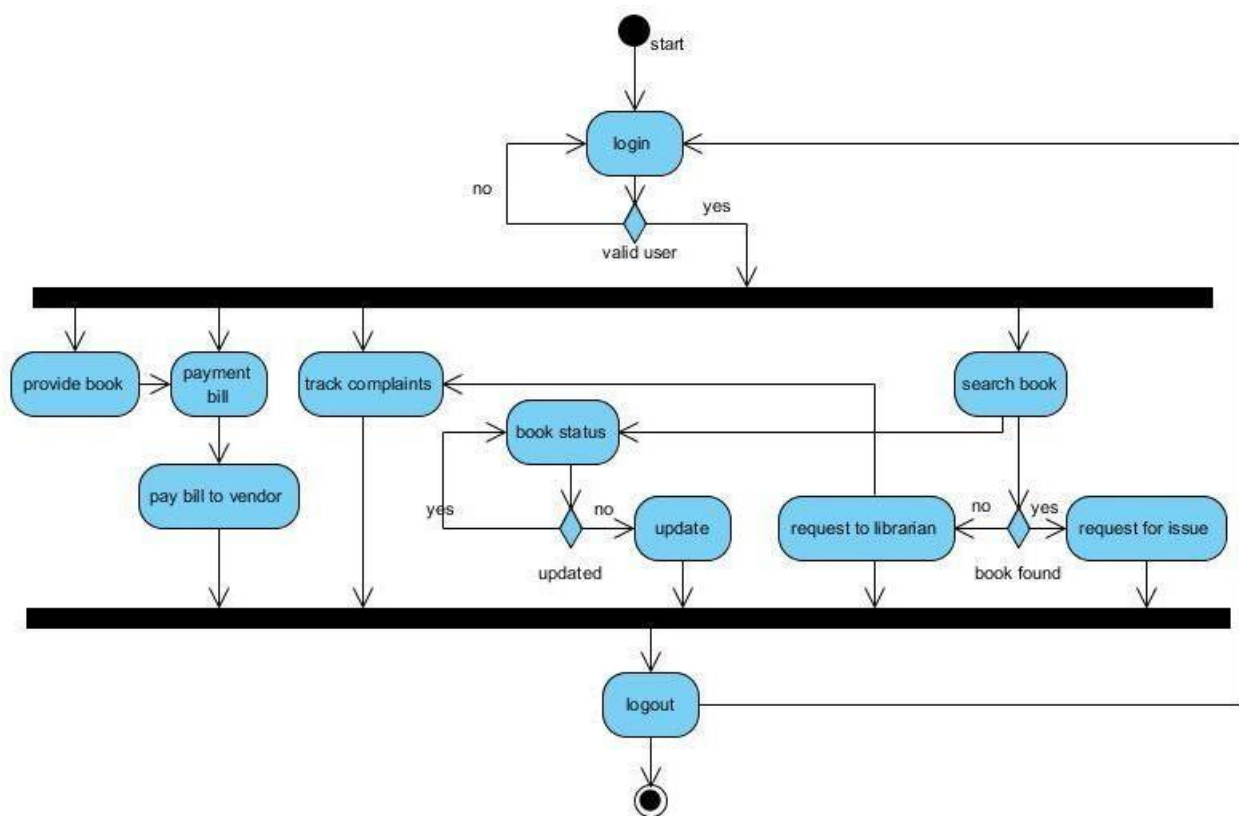 start
login
no
yes
valid user
provide book
payment
bill
track complaints
search book
book status
pay bill to vendor
yes
no
update
request to librarian
no
yes
request for issue
updated
book found
logout